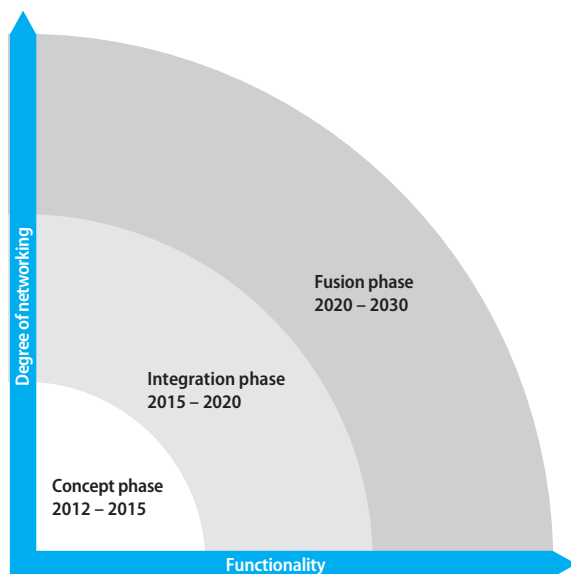 Degree of networking
Fusion phase
2020 – 2030
Integration phase
2015 – 2020
Concept phase
2012 – 2015
Functionality